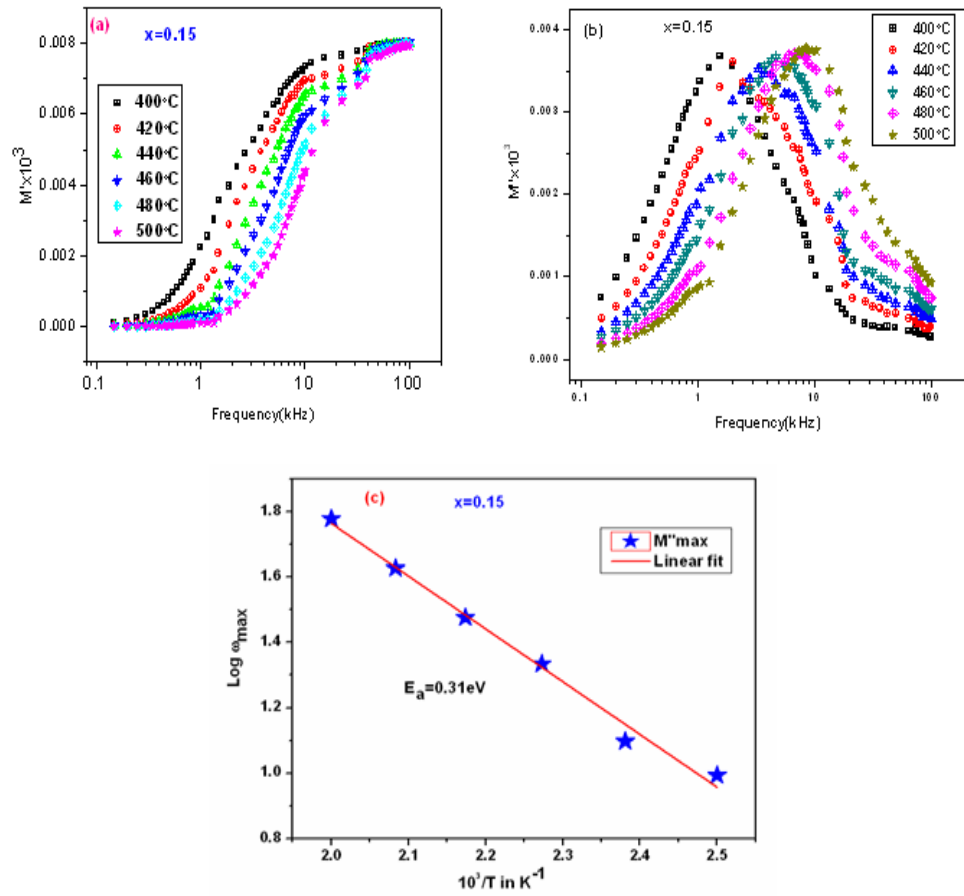 (a)
x=0.15
0.008
0.006
0.004
0.002
0.000
M'×10⁻³
400°C
420°C
440°C
460°C
480°C
500°C
0.1
1
10
100
Frequency(kHz)
(b)
x=0.15
0.004
0.003
0.002
0.001
0.000
M''×10⁻³
400°C
420°C
440°C
460°C
480°C
500°C
0.1
1
10
100
Frequency(kHz)
(c)
x=0.15
1.8
1.6
1.4
1.2
1.0
0.8
Log ωmax
M''max
Linear fit
Ea=0.31eV
2.0
2.1
2.2
2.3
2.4
2.5
10³/T in K⁻¹